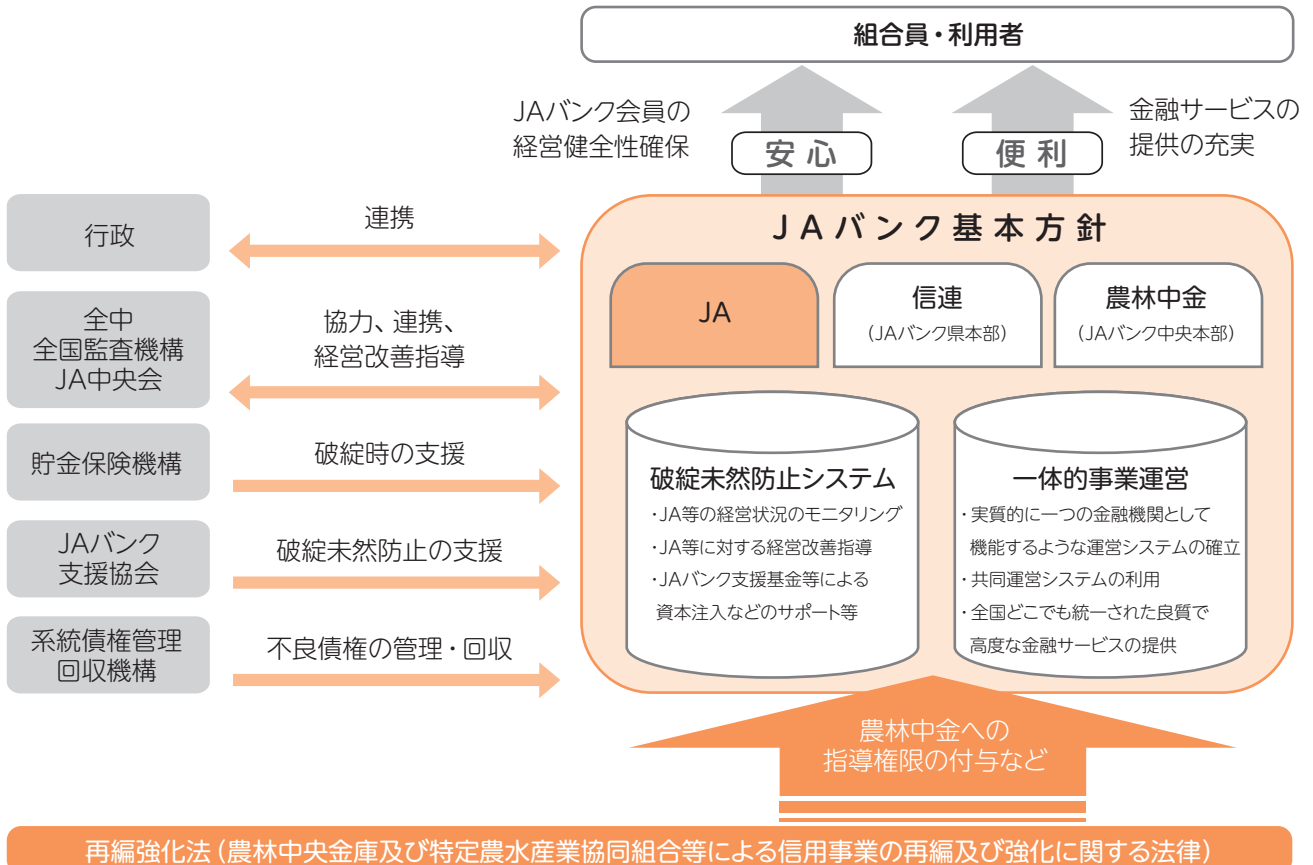 組合員・利用者
JAバンク会員の
経営健全性確保
安心
便利
金融サービスの
提供の充実
行政
連携
全中
全国監査機構
JA中央会
協力、連携、
経営改善指導
貯金保険機構
破綻時の支援
JAバンク
支援協会
破綻未然防止の支援
系統債権管理
回収機構
不良債権の管理・回収
JAバンク基本方針
JA
信連
(JAバンク県本部)
農林中金
(JAバンク中央本部)
破綻未然防止システム
・JA等の経営状況のモニタリング
・JA等に対する経営改善指導
・JAバンク支援基金等による
資本注入などのサポート等
一体的事業運営
・実質的に一つの金融機関として
機能するような運営システムの確立
・共同運営システムの利用
・全国どこでも統一された良質で
高度な金融サービスの提供
農林中金への
指導権限の付与など
再編強化法(農林中央金庫及び特定農水産業協同組合等による信用事業の再編及び強化に関する法律)